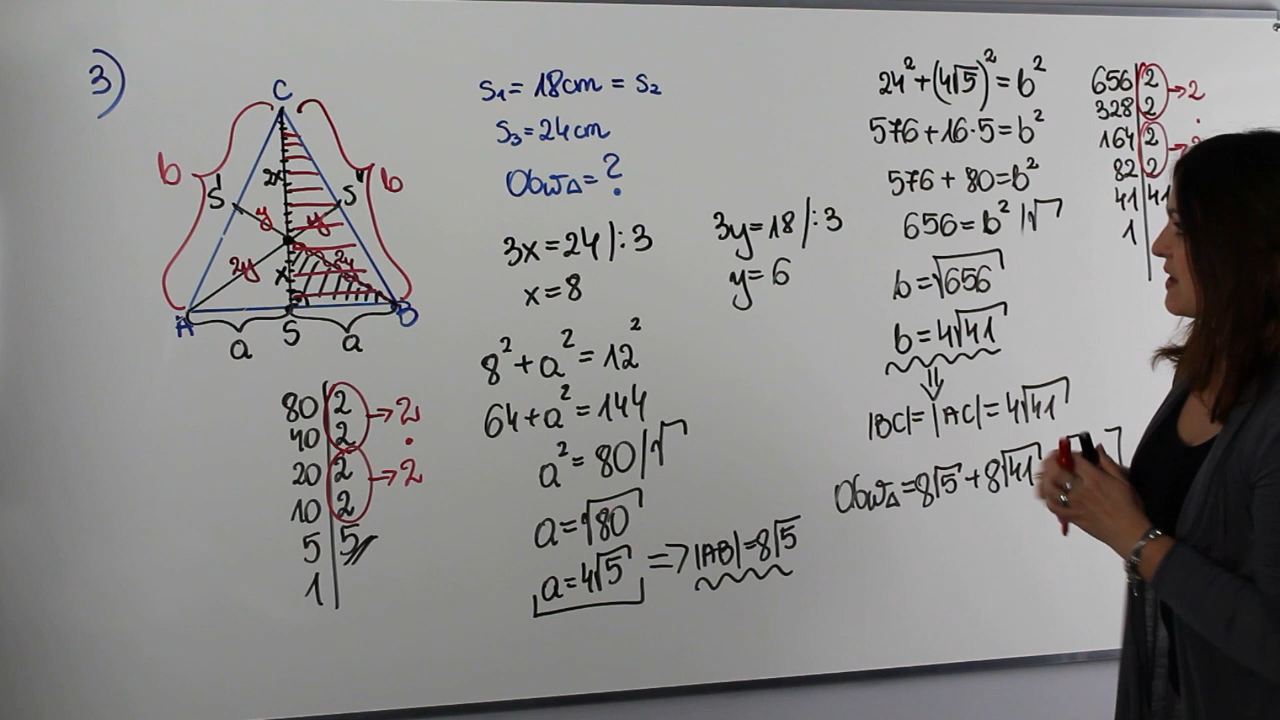 3)
C
b
b
2x
S'
S''
y
y
2y
x
2y
A
S
B
a
a
80 | 2
40 | 2 → 2
·
20 | 2
10 | 2 → 2
5 | 5
1
S₁ = 18cm = S₂
S₃ = 24cm
ObwΔ = ?
3x = 24 |:3
x = 8
8² + a² = 12²
64 + a² = 144
a² = 80 |√
a = √80
a = 4√5 => |AB| = 8√5
3y = 18 |:3
y = 6
24² + (4√5)² = b²
576 + 16·5 = b²
576 + 80 = b²
656 = b² |√
b = √656
b = 4√41
⇓
|BC| = |AC| = 4√41
ObwΔ = 8√5 + 8√41
656 | 2
328 | 2 → 2
·
164 | 2
82 | 2 →
41 | 41
1